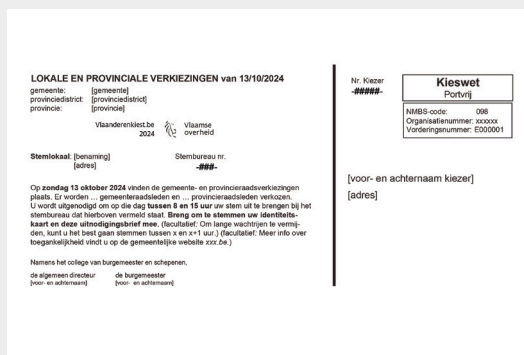 LOKALE EN PROVINCIALE VERKIEZINGEN van 13/10/2024
gemeente: [gemeente]
provinciedistrict: [provinciedistrict]
provincie: [provincie]
Vlaanderenkiest.be
2024
Vlaamse
overheid
Stemlokaal: [benaming]
[adres]
Stembureau nr.
-###-
Op zondag 13 oktober 2024 vinden de gemeente- en provincieraadsverkiezingen
plaats. Er worden ... gemeenteraadsleden en ... provincieraadsleden verkozen.
U wordt uitgenodigd om op die dag tussen 8 en 15 uur uw stem uit te brengen bij het
stembureau dat hierboven vermeld staat. Breng om te stemmen uw identiteits-
kaart en deze uitnodigingsbrief mee. (facultatief: Om lange wachtrijen te vermij-
den, kunt u het best gaan stemmen tussen x en x+1 uur.) (facultatief: Meer info over
toegankelijkheid vindt u op de gemeentelijke website xxx.be.)
Namens het college van burgemeester en schepenen,
de algemeen directeur de burgemeester
[voor- en achternaam] [voor- en achternaam]
Nr. Kiezer
-#####-
Kieswet
Portvrij
NMBS-code: 098
Organisatienummer: xxxxxx
Vorderingsnummer: E000001
[voor- en achternaam kiezer]
[adres]